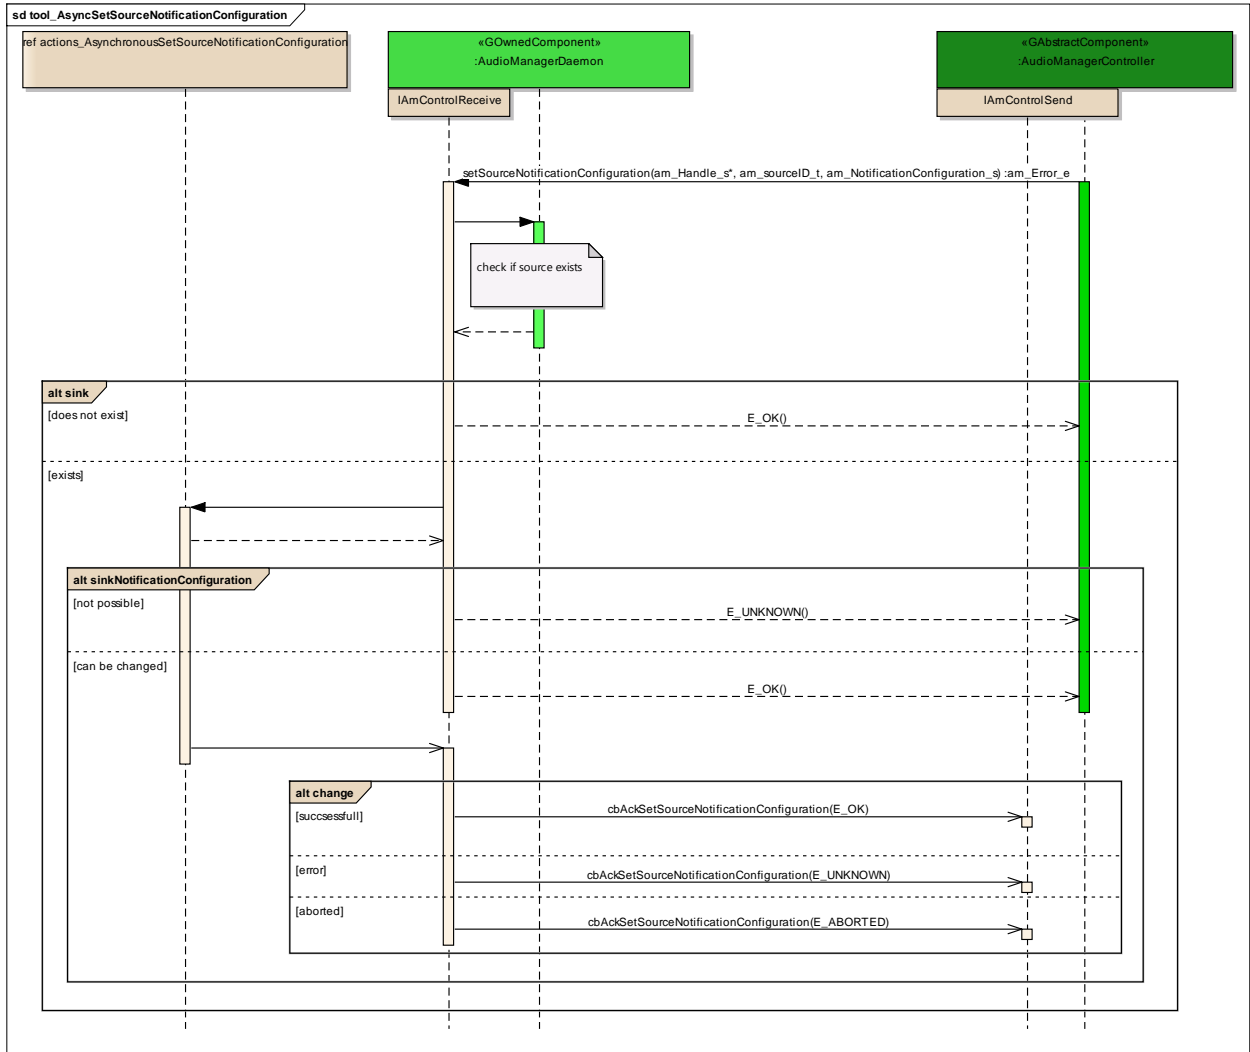 sd tool_AsyncSetSourceNotificationConfiguration
ref actions_AsynchronousSetSourceNotificationConfiguration
«GOwnedComponent»
:AudioManagerDaemon
«GAbstractComponent»
:AudioManagerController
IAmControlReceive
IAmControlSend
setSourceNotificationConfiguration(am_Handle_s*, am_sourceID_t, am_NotificationConfiguration_s) :am_Error_e
check if source exists
alt sink
[does not exist]
E_OK()
[exists]
alt sinkNotificationConfiguration
[not possible]
E_UNKNOWN()
[can be changed]
E_OK()
alt change
[succsessfull]
cbAckSetSourceNotificationConfiguration(E_OK)
[error]
cbAckSetSourceNotificationConfiguration(E_UNKNOWN)
[aborted]
cbAckSetSourceNotificationConfiguration(E_ABORTED)